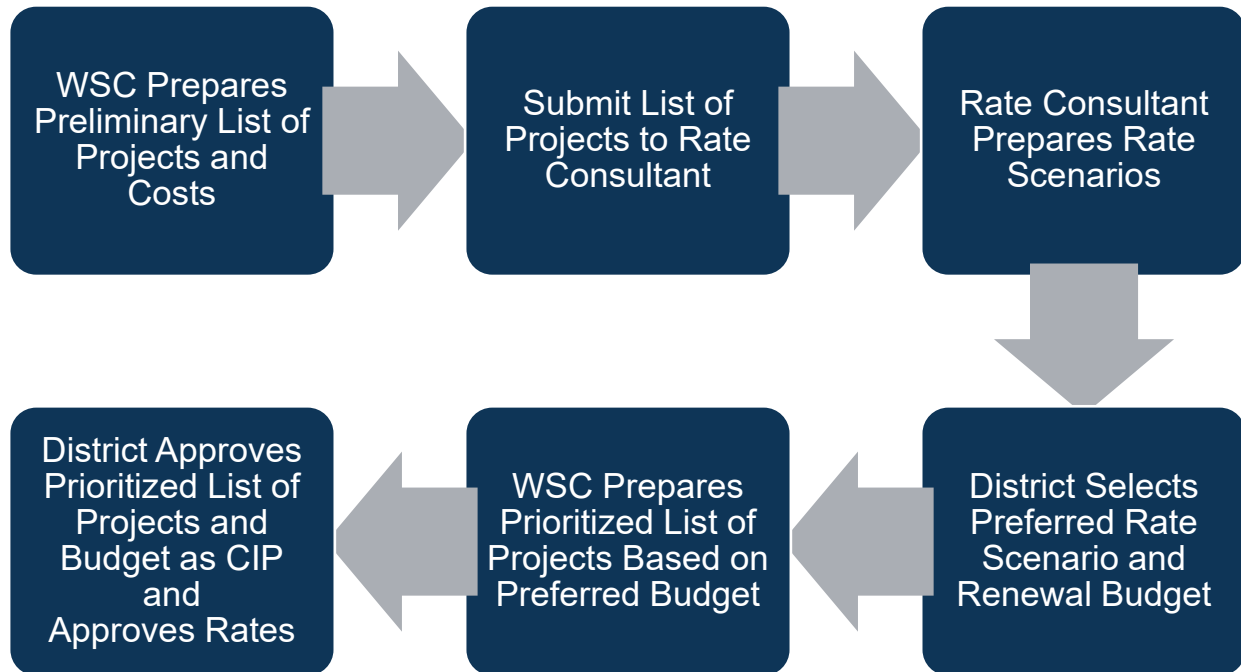 WSC Prepares
Preliminary List of
Projects and
Costs
Submit List of
Projects to Rate
Consultant
Rate Consultant
Prepares Rate
Scenarios
District Selects
Preferred Rate
Scenario and
Renewal Budget
WSC Prepares
Prioritized List of
Projects Based on
Preferred Budget
District Approves
Prioritized List of
Projects and
Budget as CIP
and
Approves Rates